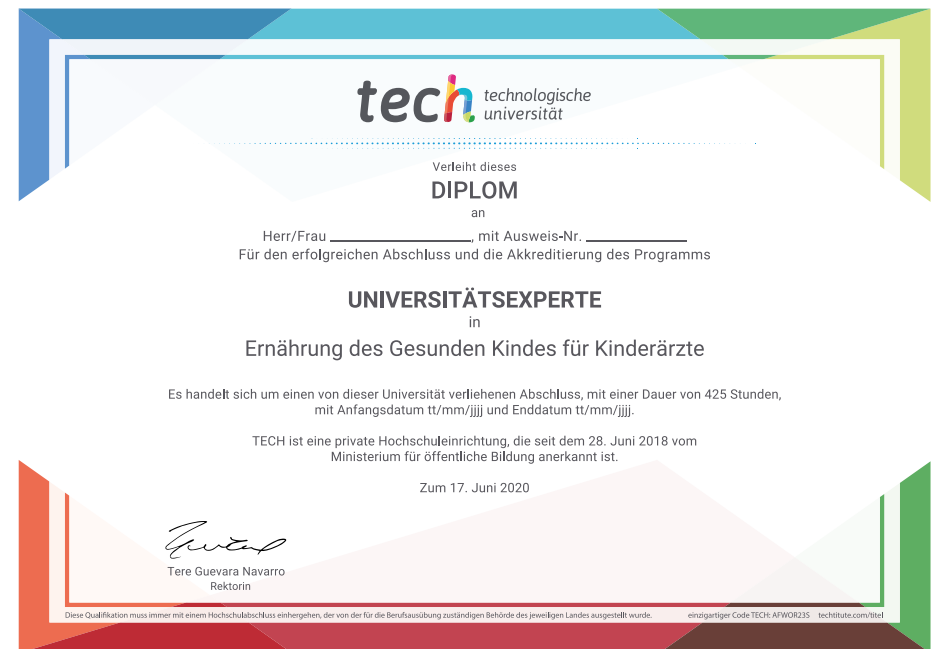 tech technologische
universität
Verleiht dieses
DIPLOM
an
Herr/Frau ____________, mit Ausweis-Nr. ____________
Für den erfolgreichen Abschluss und die Akkreditierung des Programms
UNIVERSITÄTSEXPERTE
in
Ernährung des Gesunden Kindes für Kinderärzte
Es handelt sich um einen von dieser Universität verliehenen Abschluss, mit einer Dauer von 425 Stunden,
mit Anfangsdatum tt/mm/jjjj und Enddatum tt/mm/jjjj.
TECH ist eine private Hochschuleinrichtung, die seit dem 28. Juni 2018 vom
Ministerium für öffentliche Bildung anerkannt ist.
Zum 17. Juni 2020
Tere Guevara Navarro
Rektorin
Diese Qualifikation muss immer mit einem Hochschulabschluss einhergehen, der von der für die Berufsausübung zuständigen Behörde des jeweiligen Landes ausgestellt wurde. einzigartiger Code TECH: AFWOR23S techtitute.com/titel